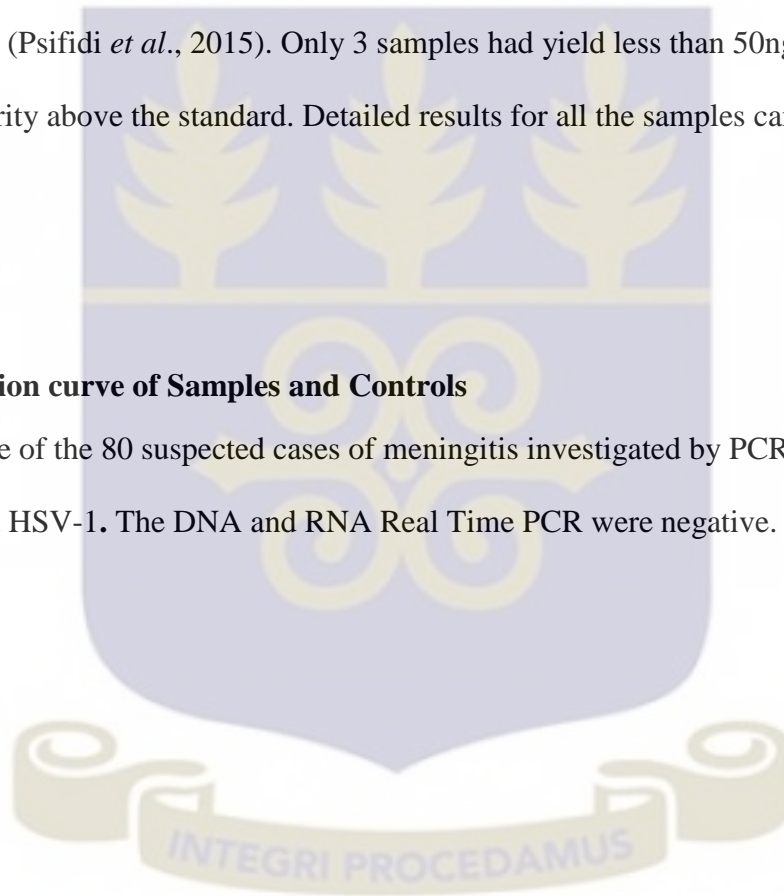 (Psifidi et al., 2015). Only 3 samples had yield less than 50ng
rity above the standard. Detailed results for all the samples ca
ion curve of Samples and Controls
e of the 80 suspected cases of meningitis investigated by PCR
HSV-1. The DNA and RNA Real Time PCR were negative.
INTEGRI PROCEDAMUS